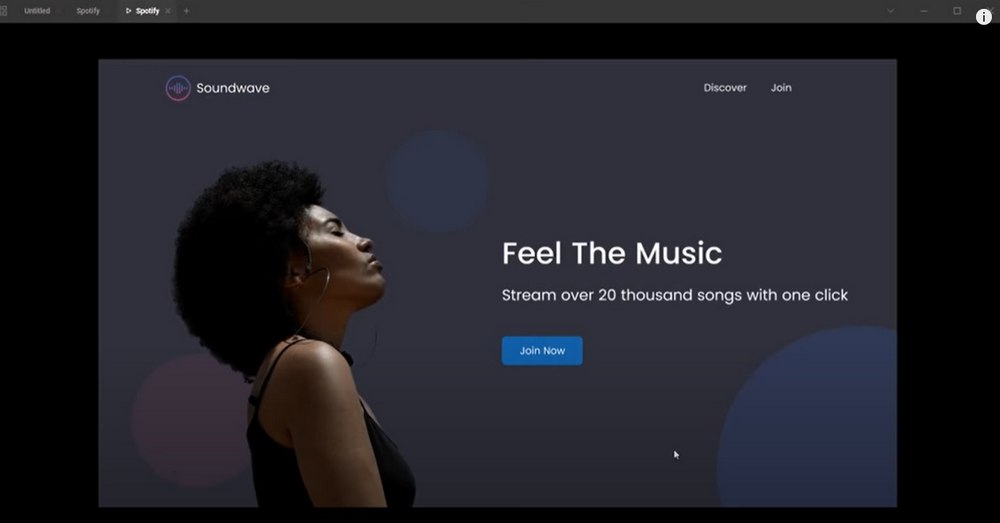 Untitled
Spotify
Spotify
Soundwave
Discover
Join
Feel The Music
Stream over 20 thousand songs with one click
Join Now